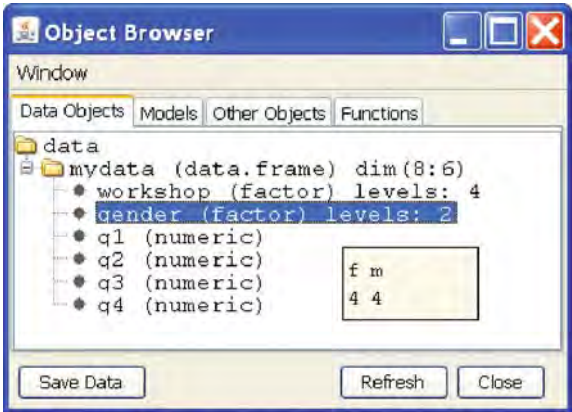 Object Browser
Window
Data Objects Models Other Objects Functions
data
mydata (data.frame) dim(8:6)
workshop (factor) levels: 4
gender (factor) levels: 2
q1 (numeric)
q2 (numeric)
q3 (numeric)
q4 (numeric)
f m
4 4
Save Data Refresh Close